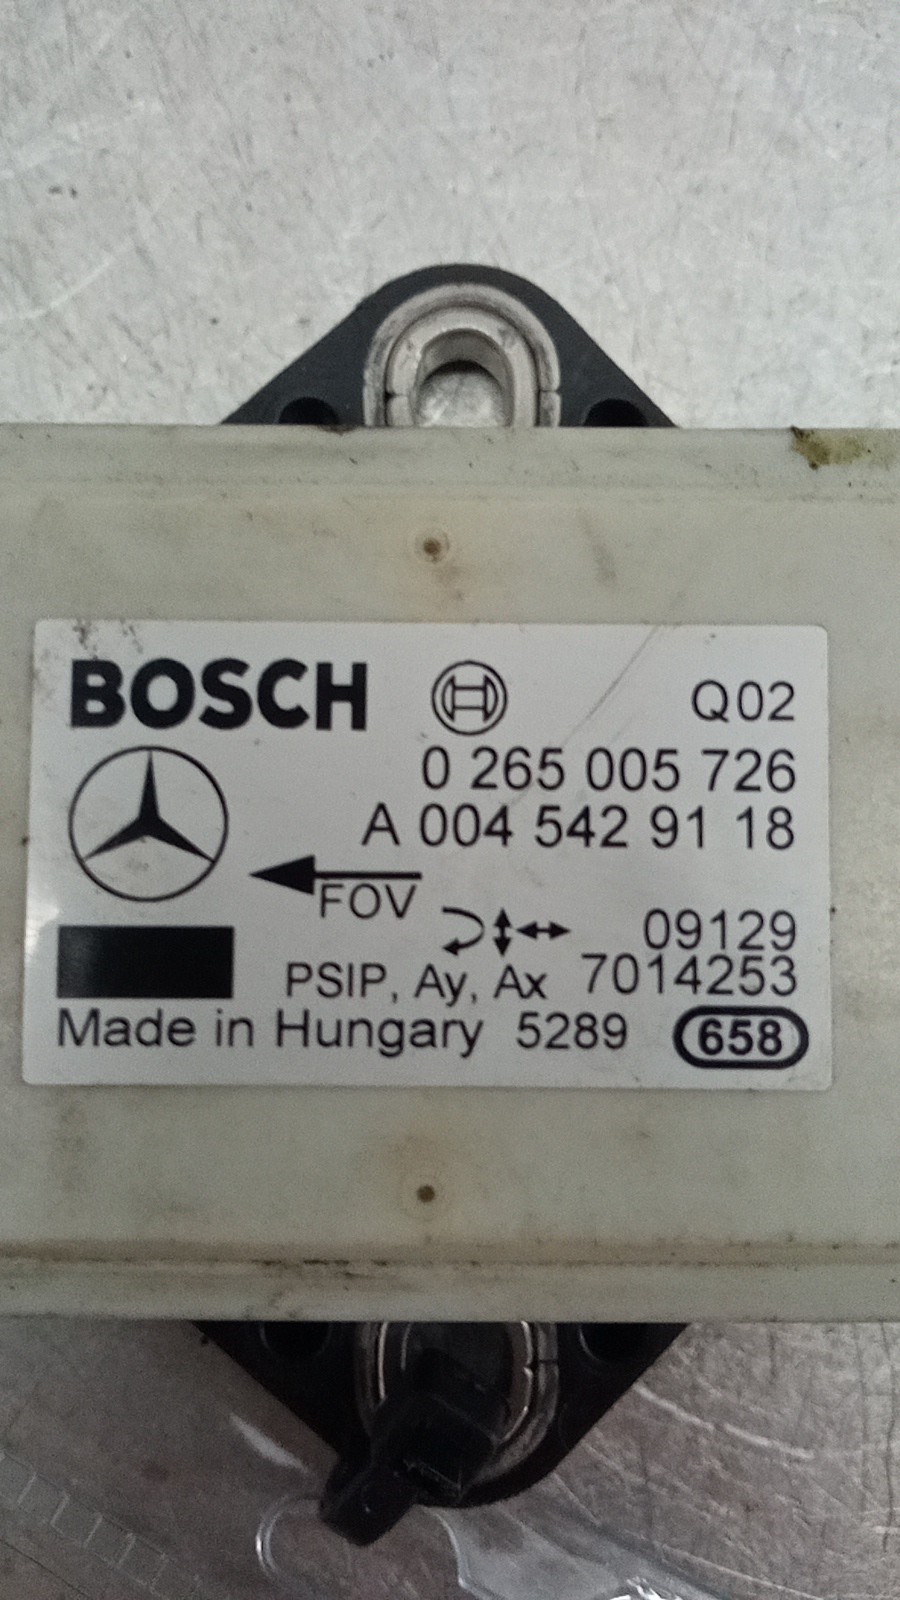 BOSCH Q02
0 265 005 726
A 004 542 91 18
FOV
09129
PSIP, Ay, Ax 7014253
Made in Hungary 5289 658